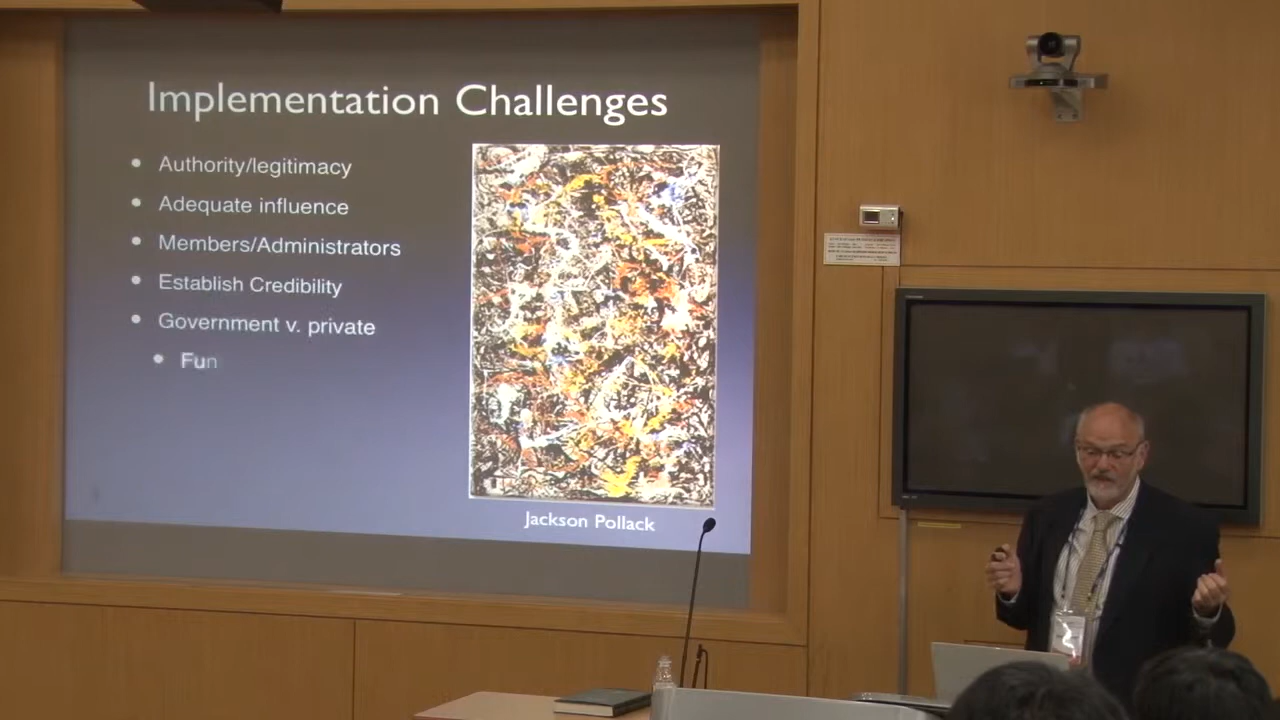 Implementation Challenges
Authority/legitimacy
Adequate influence
Members/Administrators
Establish Credibility
Government v. private
Fun
Jackson Pollack